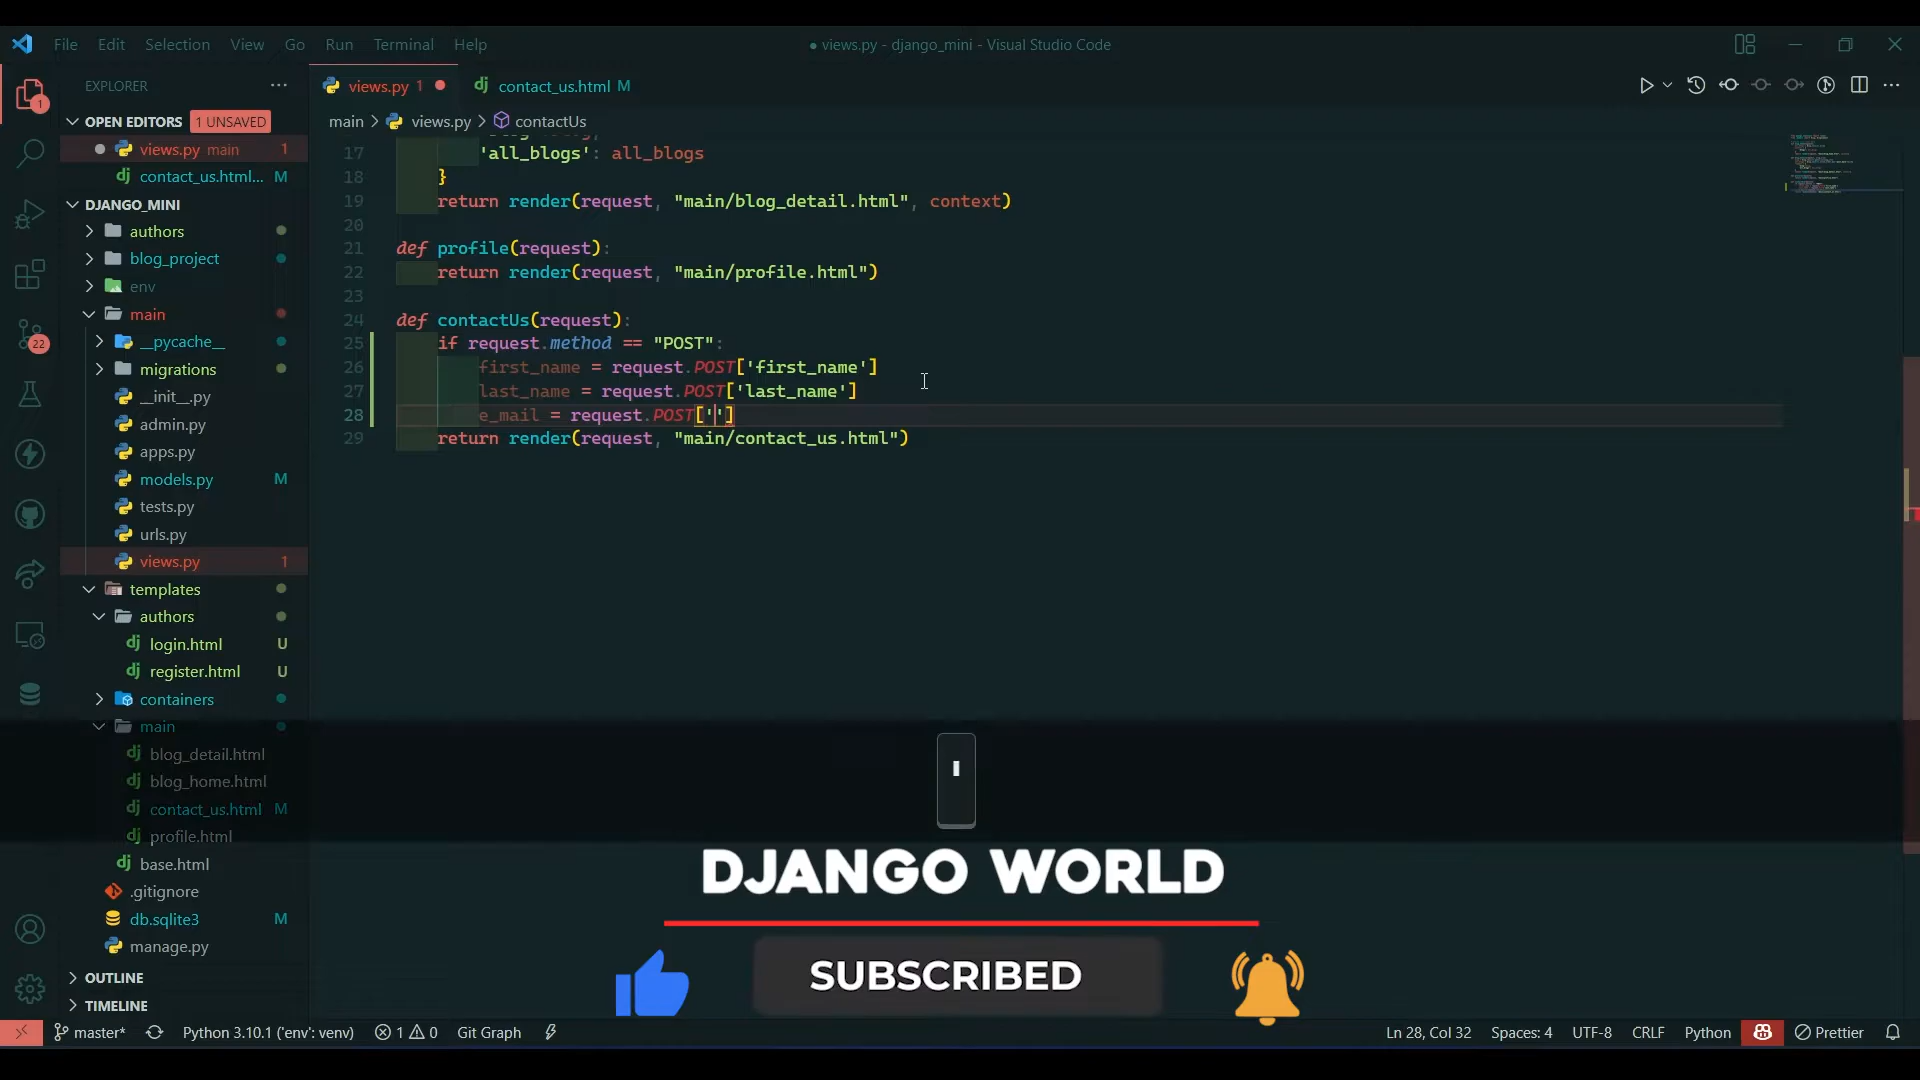 File Edit Selection View Go Run Terminal Help
● views.py - django_mini - Visual Studio Code
EXPLORER
OPEN EDITORS 1 UNSAVED
views.py main 1
contact_us.html... M
DJANGO_MINI
authors
blog_project
env
main
__pycache__
migrations
__init__.py
admin.py
apps.py
models.py M
tests.py
urls.py
views.py 1
templates
authors
login.html U
register.html U
containers
main
blog_detail.html
blog_home.html
contact_us.html M
profile.html
base.html
.gitignore
db.sqlite3 M
manage.py
OUTLINE
TIMELINE
1
22
views.py 1 ● contact_us.html M
main > views.py > contactUs
17 'all_blogs': all_blogs
18 }
19 return render(request, "main/blog_detail.html", context)
20
21 def profile(request):
22 return render(request, "main/profile.html")
23
24 def contactUs(request):
25 if request.method == "POST":
26 first_name = request.POST['first_name']
27 last_name = request.POST['last_name']
28 e_mail = request.POST['']
29 return render(request, "main/contact_us.html")
'
DJANGO WORLD
SUBSCRIBED
master* Python 3.10.1 ('env': venv) 1 0 Git Graph Ln 28, Col 32 Spaces: 4 UTF-8 CRLF Python Prettier